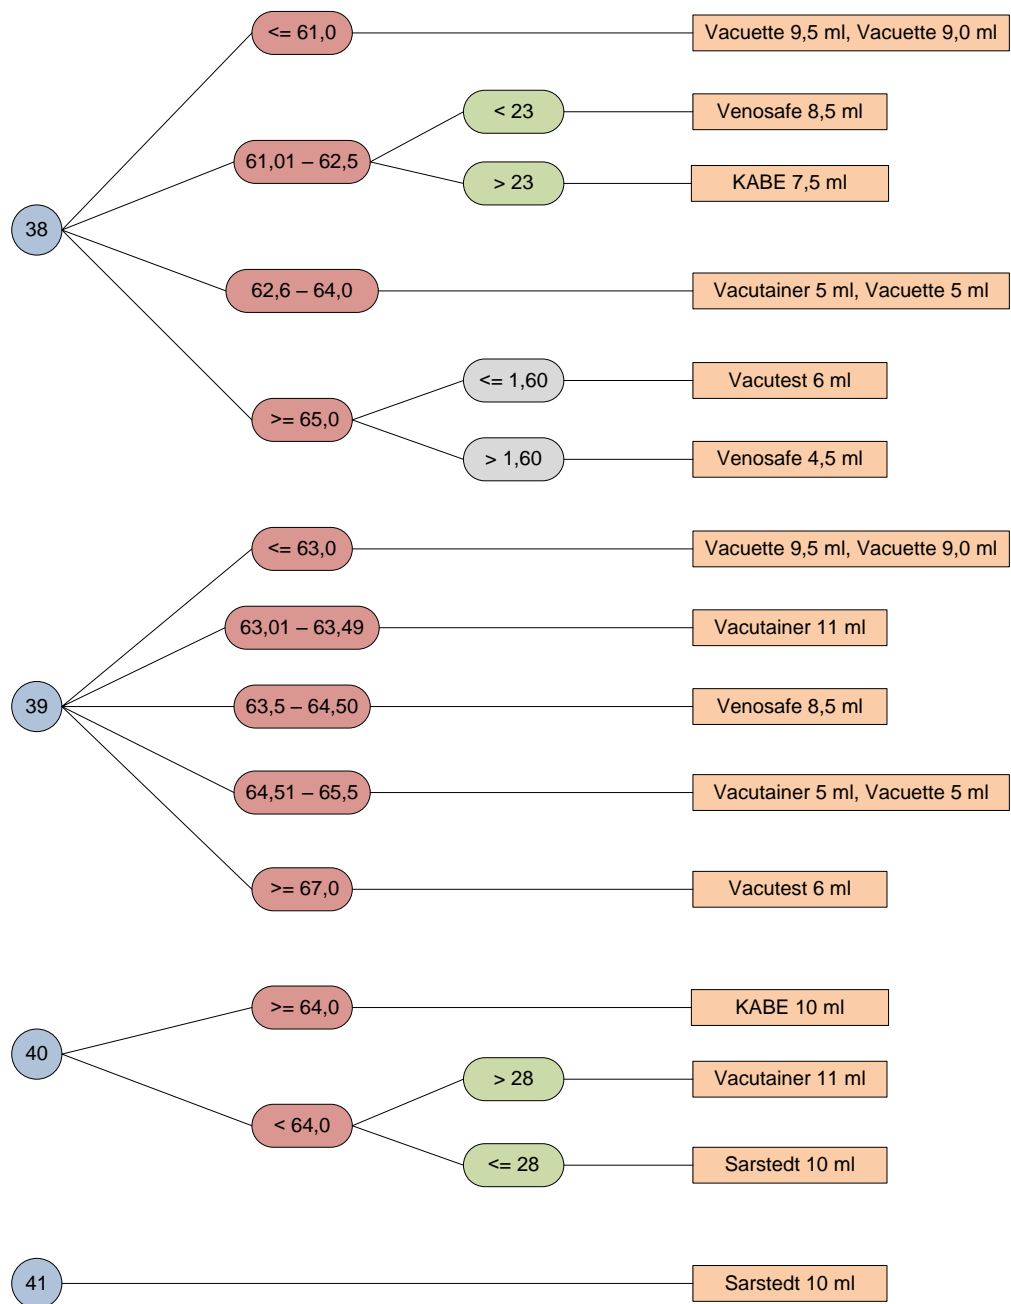 <= 61,0
Vacuette 9,5 ml, Vacuette 9,0 ml
< 23
Venosafe 8,5 ml
61,01 – 62,5
> 23
KABE 7,5 ml
38
62,6 – 64,0
Vacutainer 5 ml, Vacuette 5 ml
<= 1,60
Vacutest 6 ml
>= 65,0
> 1,60
Venosafe 4,5 ml
<= 63,0
Vacuette 9,5 ml, Vacuette 9,0 ml
63,01 – 63,49
Vacutainer 11 ml
39
63,5 – 64,50
Venosafe 8,5 ml
64,51 – 65,5
Vacutainer 5 ml, Vacuette 5 ml
>= 67,0
Vacutest 6 ml
>= 64,0
KABE 10 ml
40
> 28
Vacutainer 11 ml
< 64,0
<= 28
Sarstedt 10 ml
41
Sarstedt 10 ml